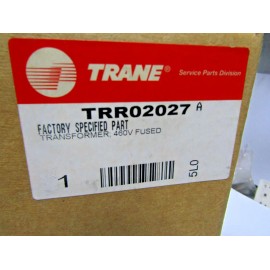 TRANE® Service Parts Division
TRR02027 A
FACTORY SPECIFIED PART
TRANSFORMER, 460V FUSED
1
5LO